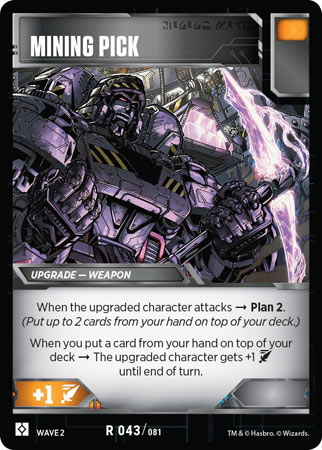 MINING PICK
UPGRADE — WEAPON
When the upgraded character attacks → Plan 2.
(Put up to 2 cards from your hand on top of your deck.)
When you put a card from your hand on top of your
deck → The upgraded character gets +1
until end of turn.
+1
WAVE 2
R 043/081
TM & © Hasbro. © Wizards.